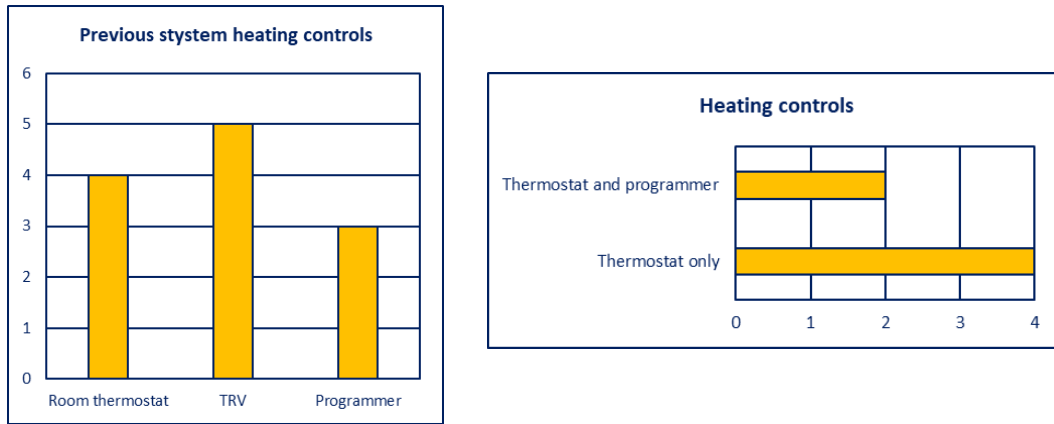 Previous stystem heating controls
6
5
4
3
2
1
0
Room thermostat TRV Programmer
Heating controls
Thermostat and programmer
Thermostat only
0 1 2 3 4